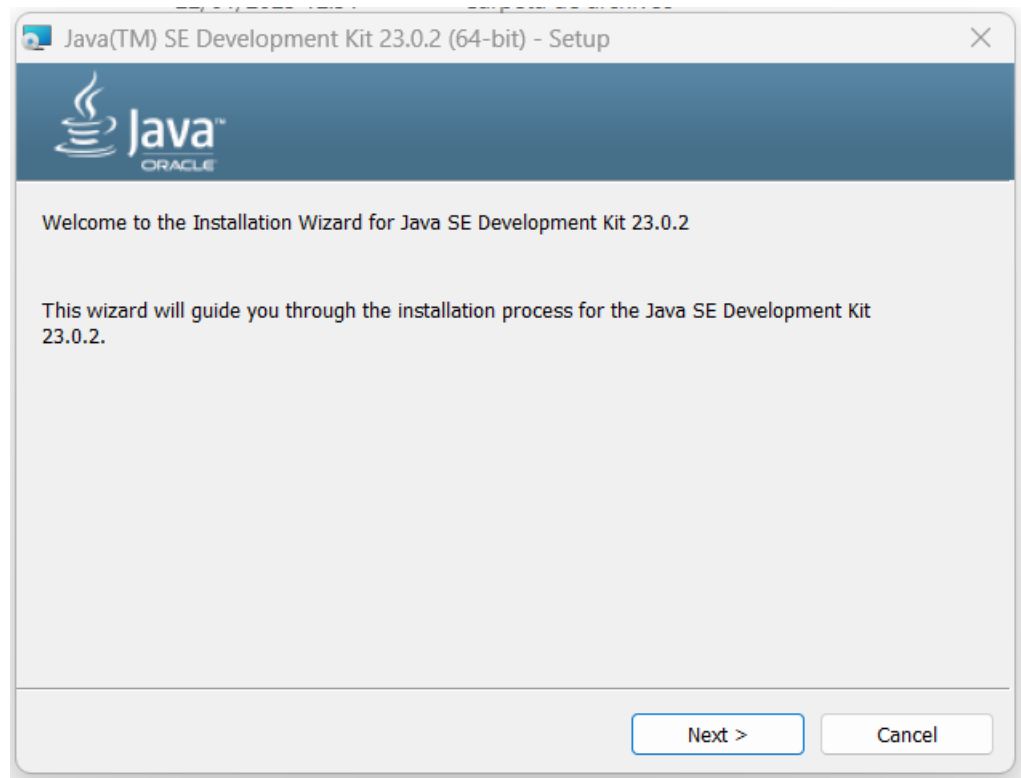 Java(TM) SE Development Kit 23.0.2 (64-bit) - Setup
Java™
ORACLE
Welcome to the Installation Wizard for Java SE Development Kit 23.0.2
This wizard will guide you through the installation process for the Java SE Development Kit
23.0.2.
Next >
Cancel